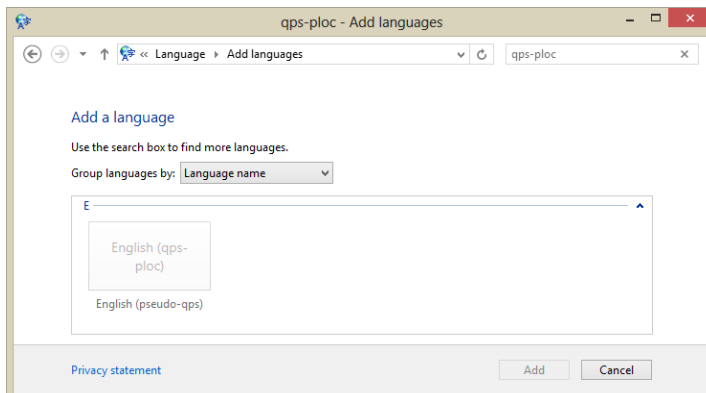 qps-ploc - Add languages
« Language Add languages
qps-ploc
Add a language
Use the search box to find more languages.
Group languages by: Language name
E
English (qps-
ploc)
English (pseudo-qps)
Privacy statement
Add
Cancel